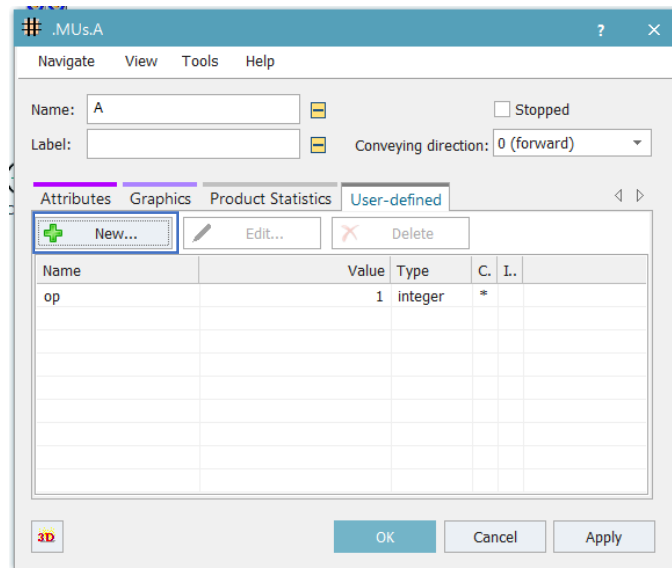 .MUs.A ?
Navigate View Tools Help
Name: A Stopped
Label: Conveying direction: 0 (forward)
Attributes Graphics Product Statistics User-defined
New... Edit... Delete
Name Value Type C. I..
op 1 integer *
3D OK Cancel Apply